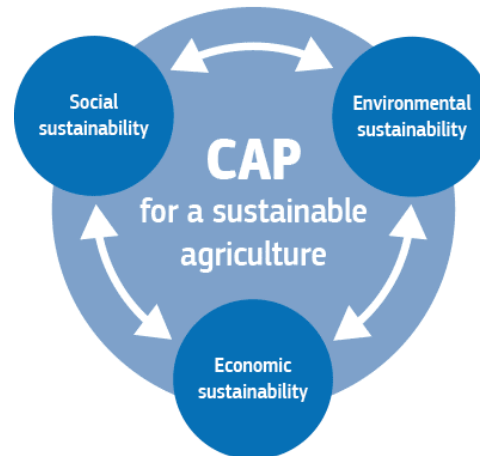 Social
sustainability
Environmental
sustainability
CAP
for a sustainable
agriculture
Economic
sustainability